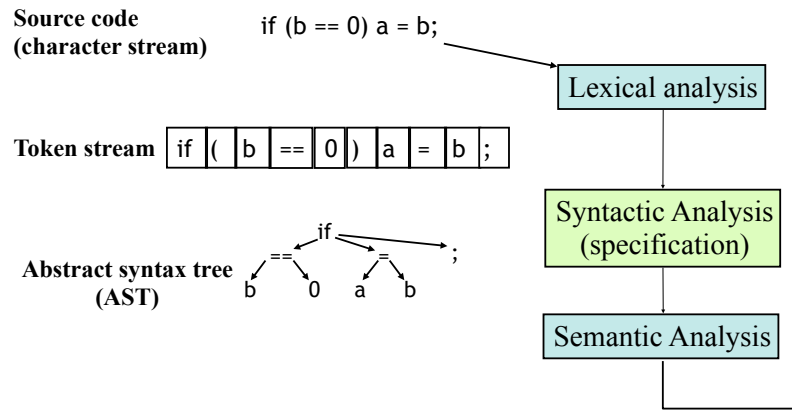 Source code
(character stream)
if (b == 0) a = b;
Lexical analysis
Token stream
if ( b == 0 ) a = b ;
Syntactic Analysis
(specification)
Abstract syntax tree
(AST)
if
== = ;
b 0 a b
Semantic Analysis